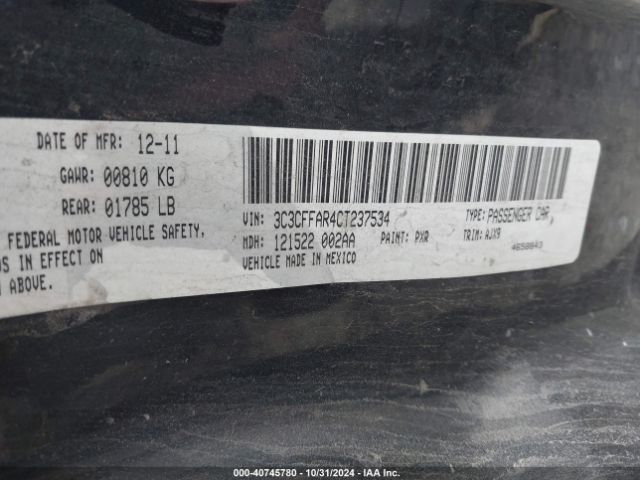 DATE OF MFR: 12-11
GAWR: 00810 KG
REAR: 01785 LB
FEDERAL MOTOR VEHICLE SAFETY,
IN EFFECT ON
ABOVE.
VIN: 3C3CFFAR4CT237534
TYPE: PASSENGER CAR
MDH: 121522 002AA
PAINT: PXR
TRIM: AJX9
VEHICLE MADE IN MEXICO
000-40745780 - 10/31/2024 - IAA Inc.